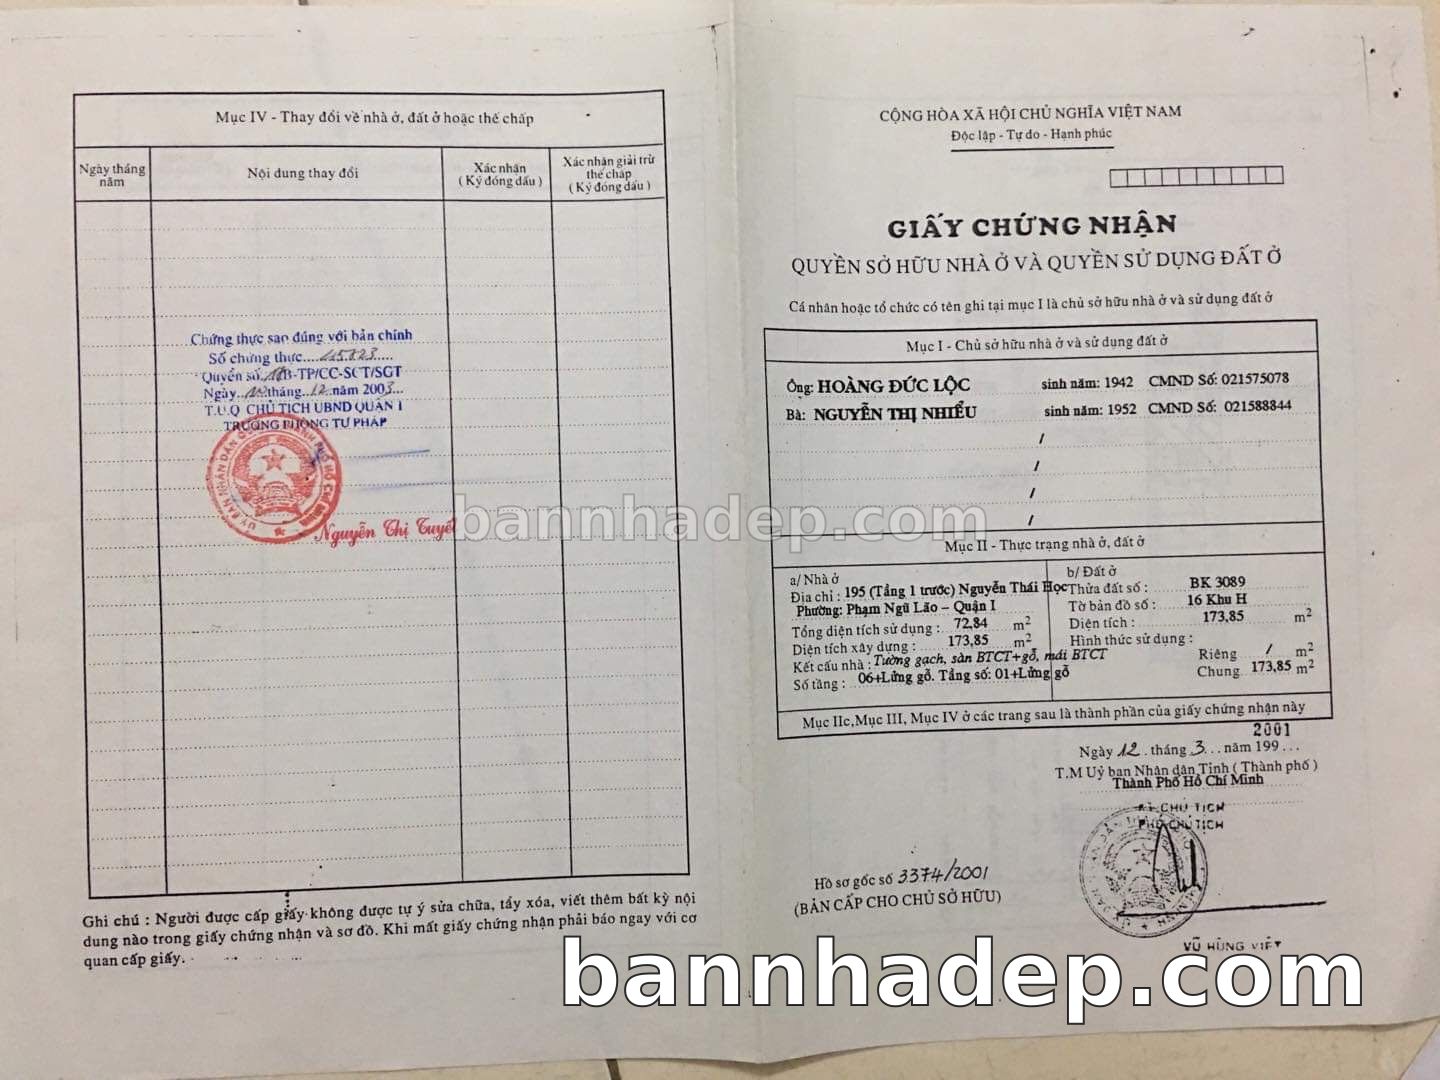 Mục IV - Thay đổi về nhà ở, đất ở hoặc thế chấp
Ngày tháng năm
Nội dung thay đổi
Xác nhận
( Ký đóng dấu )
Xác nhận giải trừ
thế chấp
( Ký đóng dấu )
Chứng thực sao đúng với bản chính
Số chứng thực
Quyển số TP/CC-SCT/SGT
Ngày tháng 12 năm 2003
T.U.Q CHỦ TỊCH UBND QUẬN 1
TRƯỞNG PHÒNG TƯ PHÁP
Nguyễn Thị Tuyết
Ghi chú : Người được cấp giấy không được tự ý sửa chữa, tẩy xóa, viết thêm bất kỳ nội
dung nào trong giấy chứng nhận và sơ đồ. Khi mất giấy chứng nhận phải báo ngay với cơ
quan cấp giấy.
CỘNG HÒA XÃ HỘI CHỦ NGHĨA VIỆT NAM
Độc lập - Tự do - Hạnh phúc
GIẤY CHỨNG NHẬN
QUYỀN SỞ HỮU NHÀ Ở VÀ QUYỀN SỬ DỤNG ĐẤT Ở
Cá nhân hoặc tổ chức có tên ghi tại mục I là chủ sở hữu nhà ở và sử dụng đất ở
Mục I - Chủ sở hữu nhà ở và sử dụng đất ở
Ông: HOÀNG ĐỨC LỘC sinh năm: 1942 CMND Số: 021575078
Bà: NGUYỄN THỊ NHIỀU sinh năm: 1952 CMND Số: 021588844
/
/
/
/
Mục II - Thực trạng nhà ở, đất ở
a/ Nhà ở
Địa chỉ : 195 (Tầng 1 trước) Nguyễn Thái Học
Phường: Phạm Ngũ Lão – Quận I
Tổng diện tích sử dụng : 72,84 m2
Diện tích xây dựng : 173,85 m2
Kết cấu nhà : Tường gạch, sàn BTCT+gỗ, mái BTCT
Số tầng : 06+Lửng gỗ. Tầng số: 01+Lửng gỗ
b/ Đất ở
Thửa đất số : BK 3089
Tờ bản đồ số : 16 Khu H
Diện tích : 173,85 m2
Hình thức sử dụng :
Riêng / m2
Chung 173,85 m2
Mục IIc,Mục III, Mục IV ở các trang sau là thành phần của giấy chứng nhận này
2001
Ngày 12 tháng 3 năm 199
T.M Uỷ ban Nhân dân Tỉnh ( Thành phố )
Thành Phố Hồ Chí Minh
KT. CHỦ TỊCH
PHÓ CHỦ TỊCH
VŨ HÙNG VIỆT
Hồ sơ gốc số 3374/2001
(BẢN CẤP CHO CHỦ SỞ HỮU)
bannhadep.com
bannhadep.com